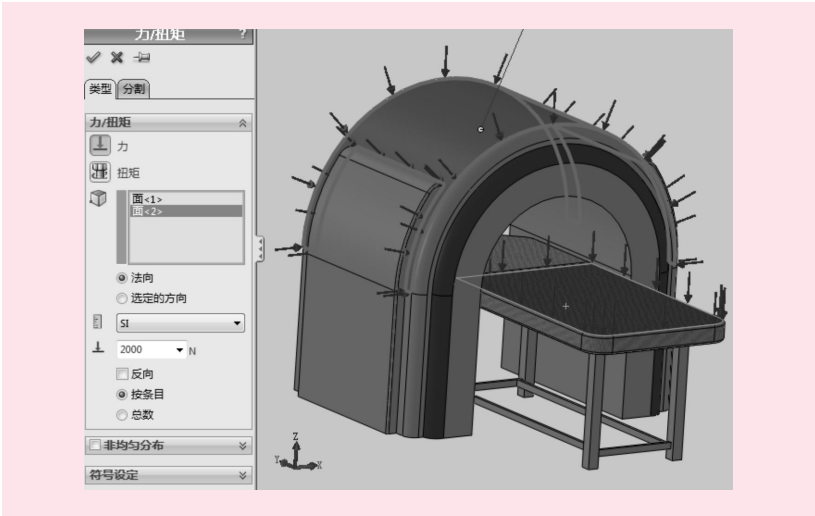 力/扭矩 ?
类型 分割
力/扭矩
力
扭矩
面<1>
面<2>
法向
选定的方向
SI
2000 N
反向
按条目
总数
非均匀分布
符号设定
Z
Y X